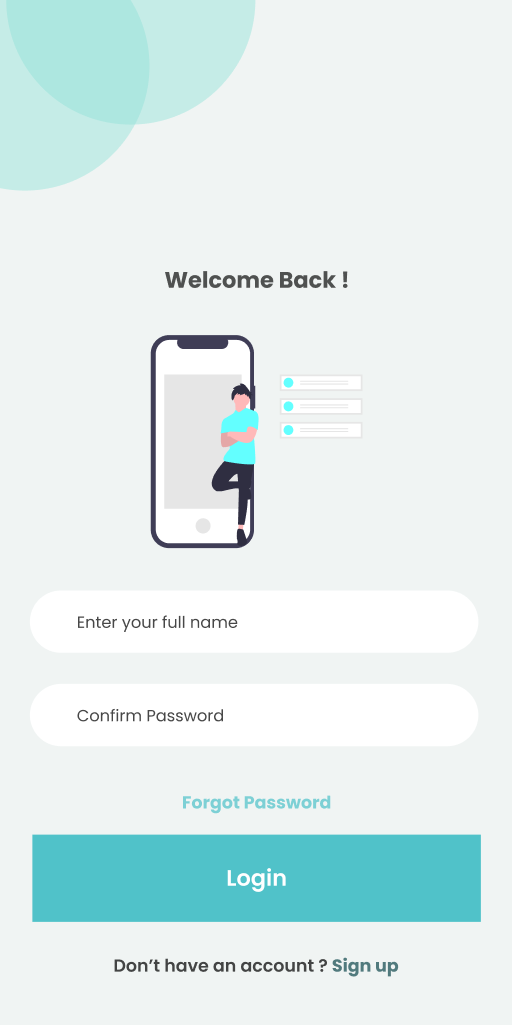 Welcome Back !
Enter your full name
Confirm Password
Forgot Password
Login
Don’t have an account ? Sign up